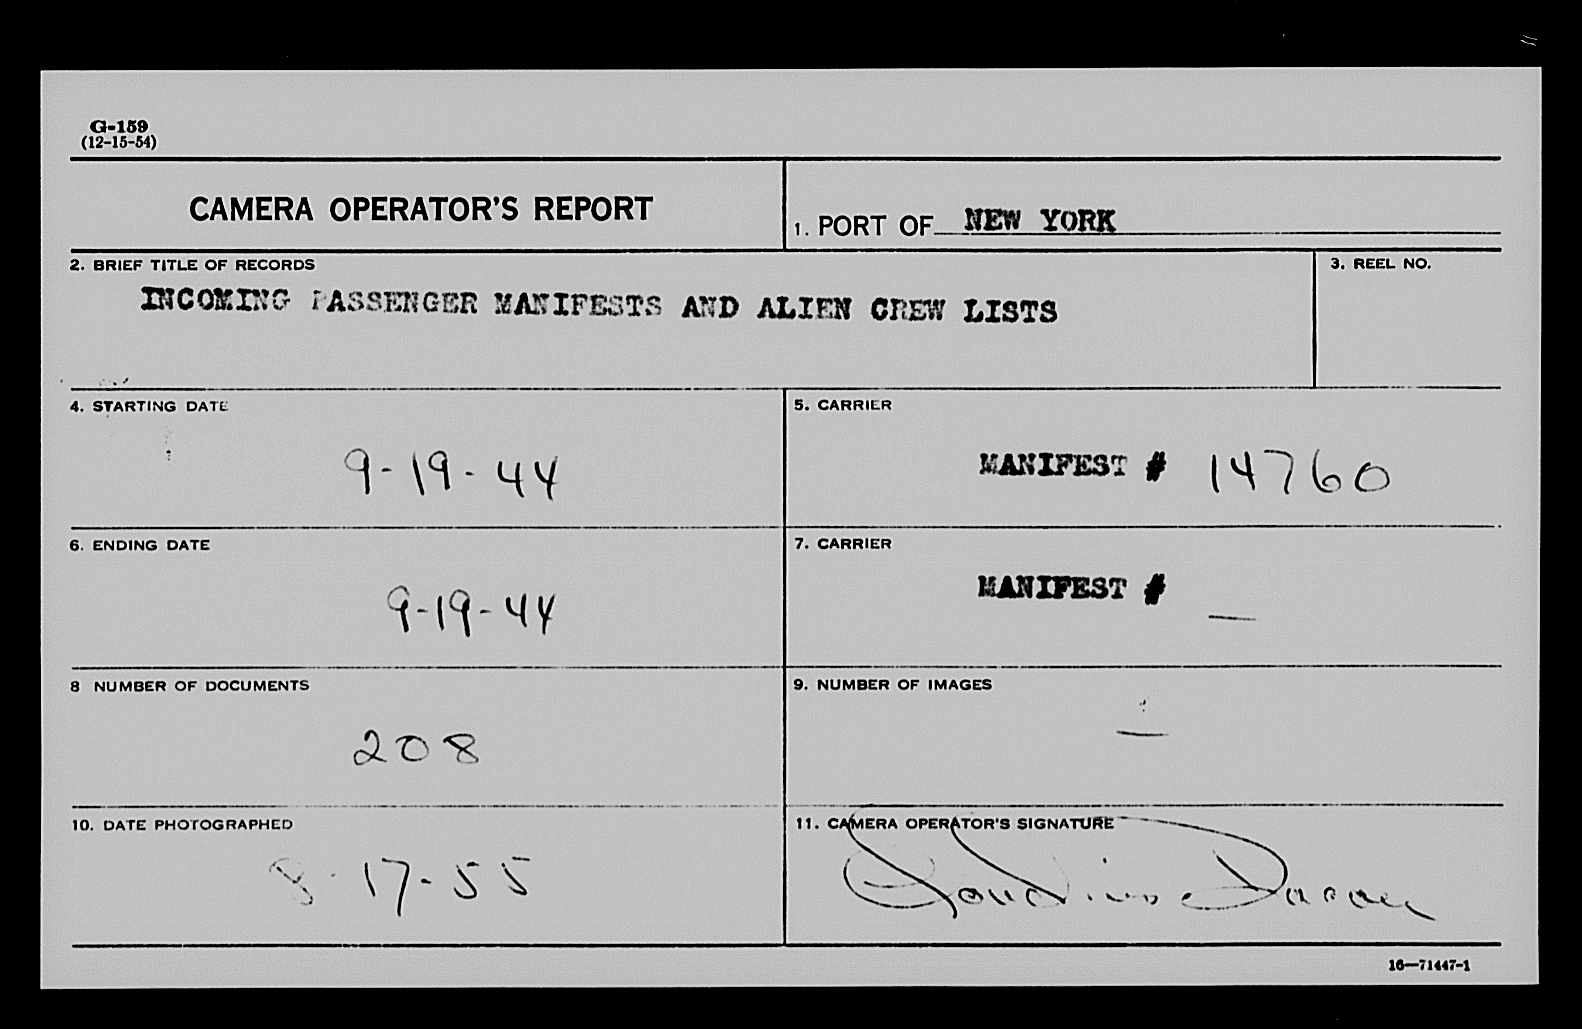 G-159
(12-15-54)
CAMERA OPERATOR'S REPORT
1. PORT OF NEW YORK
2. BRIEF TITLE OF RECORDS
3. REEL NO.
INCOMING PASSENGER MANIFESTS AND ALIEN CREW LISTS
4. STARTING DATE
5. CARRIER
9-19-44
MANIFEST # 14760
6. ENDING DATE
7. CARRIER
9-19-44
MANIFEST # —
8 NUMBER OF DOCUMENTS
9. NUMBER OF IMAGES
208
—
10. DATE PHOTOGRAPHED
11. CAMERA OPERATOR'S SIGNATURE
8-17-55
16—71447-1